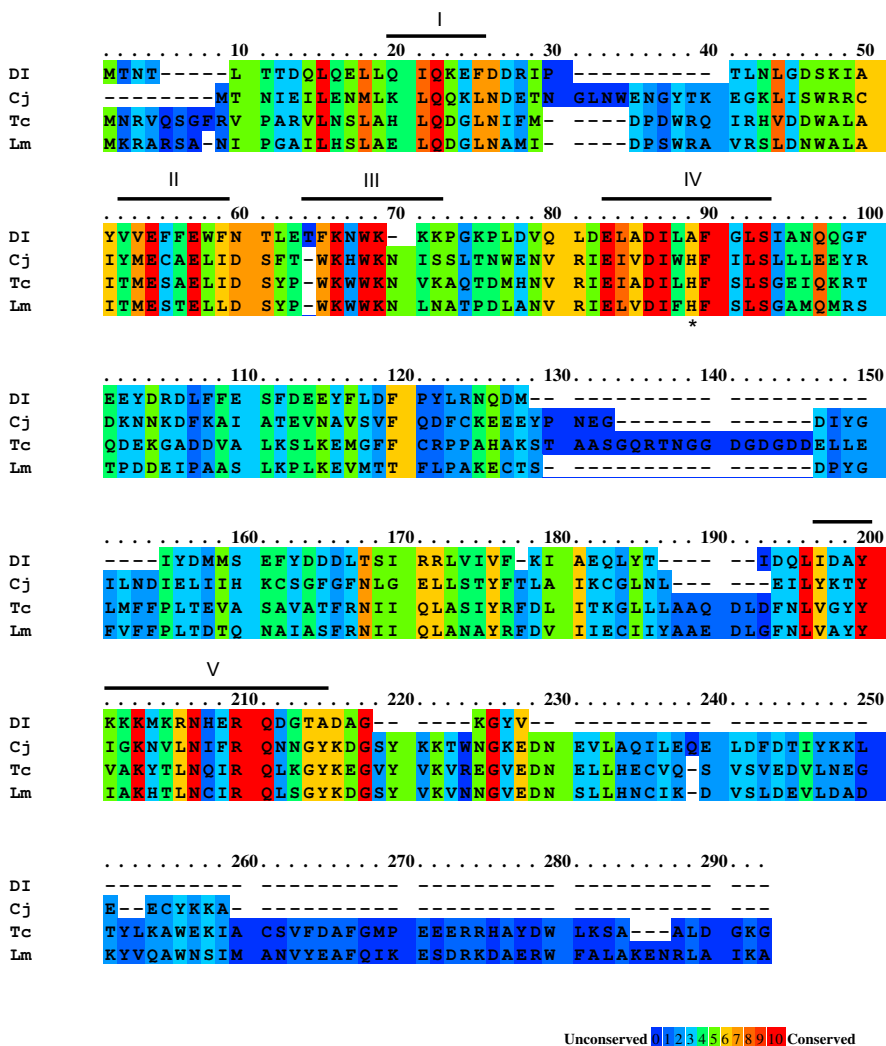 I
. . . . . . . . . 10 . . . . . . . . . 20 . . . . . . . . . 30 . . . . . . . . . 40 . . . . . . . . . 50
DI MTNT-----L TTDQLQELLQ IQKEFDDRIP ---------- TLNLGDSKIA
Cj --------MT NIEILENMLK LQQKLNDETN GLNWENGYTK EGKLISWRRC
Tc MNRVQSGFRV PARVLNSLAH LQDGLNIFM- ----DPDWRQ IRHVDDWALA
Lm MKRARSA-NI PGAILHSLAE LQDGLNAMI- ----DPSWRA VRSLDNWALA
II III IV
. . . . . . . . . 60 . . . . . . . . . 70 . . . . . . . . . 80 . . . . . . . . . 90 . . . . . . . . . 100
DI YVVEFFEWFN TLETFKNWK- KKPGKPLDVQ LDELADILAF GLSIANQQGF
Cj IYMECAELID SFT-WKHWKN ISSLTNWENV RIEIVDIWHF ILSLLLEEYR
Tc ITMESAELID SYP-WKWWKN VKAQTDMHNV RIEIADILHF SLSGEIQKRT
Lm ITMESTELLD SYP-WKWWKN LNATPDLANV RIELVDIFHF SLSGAMQMRS
*
. . . . . . . . . 110 . . . . . . . . . 120 . . . . . . . . . 130 . . . . . . . . . 140 . . . . . . . . . 150
DI EEYDRDLFFE SFDEEYFLDF PYLRNQDM-- ---------- ----------
Cj DKNNKDFKAI ATEVNAVSVF QDFCKEEEYP NEG------- ------DIYG
Tc QDEKGADDVA LKSLKEMGFF CRPPAHAKST AASGQRTNGG DGDGDDELLE
Lm TPDDEIPAAS LKPLKEVMTT FLPAKECTS- ---------- ------DPYG
. . . . . . . . . 160 . . . . . . . . . 170 . . . . . . . . . 180 . . . . . . . . . 190 . . . . . . . . . 200
DI ----IYDMMS EFYDDDLTSI RRLVIVF-KI AEQLYT---- --IDQLIDAY
Cj ILNDIELIIH KCSGFGFNLG ELLSTYFTLA IKCGLNL--- ---EILYKTY
Tc LMFFPLTEVA SAVATFRNII QLASIYRFDL ITKGLLLAAQ DLDFNLVGYY
Lm FVFFPLTDTQ NAIASFRNII QLANAYRFDV IIECIIYAAE DLGFNLVAYY
V
. . . . . . . . . 210 . . . . . . . . . 220 . . . . . . . . . 230 . . . . . . . . . 240 . . . . . . . . . 250
DI KKKMKRNHER QDGTADAG-- ----KGYV-- ---------- ----------
Cj IGKNVLNIFR QNNGYKDGSY KKTWNGKEDN EVLAQILEQE LDFDTIYKKL
Tc VAKYTLNQIR QLKGYKEGVY VKVREGVEDN ELLHECVQ-S VSVEDVLNEG
Lm IAKHTLNCIR QLSGYKDGSY VKVNNGVEDN SLLHNCIK-D VSLDEVLDAD
. . . . . . . . . 260 . . . . . . . . . 270 . . . . . . . . . 280 . . . . . . . . . 290 . . .
DI ---------- ---------- ---------- ---------- ---
Cj E--ECYKKA- ---------- ---------- ---------- ---
Tc TYLKAWEKIA CSVFDAFGMP EEERRHAYDW LKSA---ALD GKG
Lm KYVQAWNSIM ANVYEAFQIK ESDRKDAERW FALAKENRLA IKA
Unconserved 0 1 2 3 4 5 6 7 8 9 10 Conserved